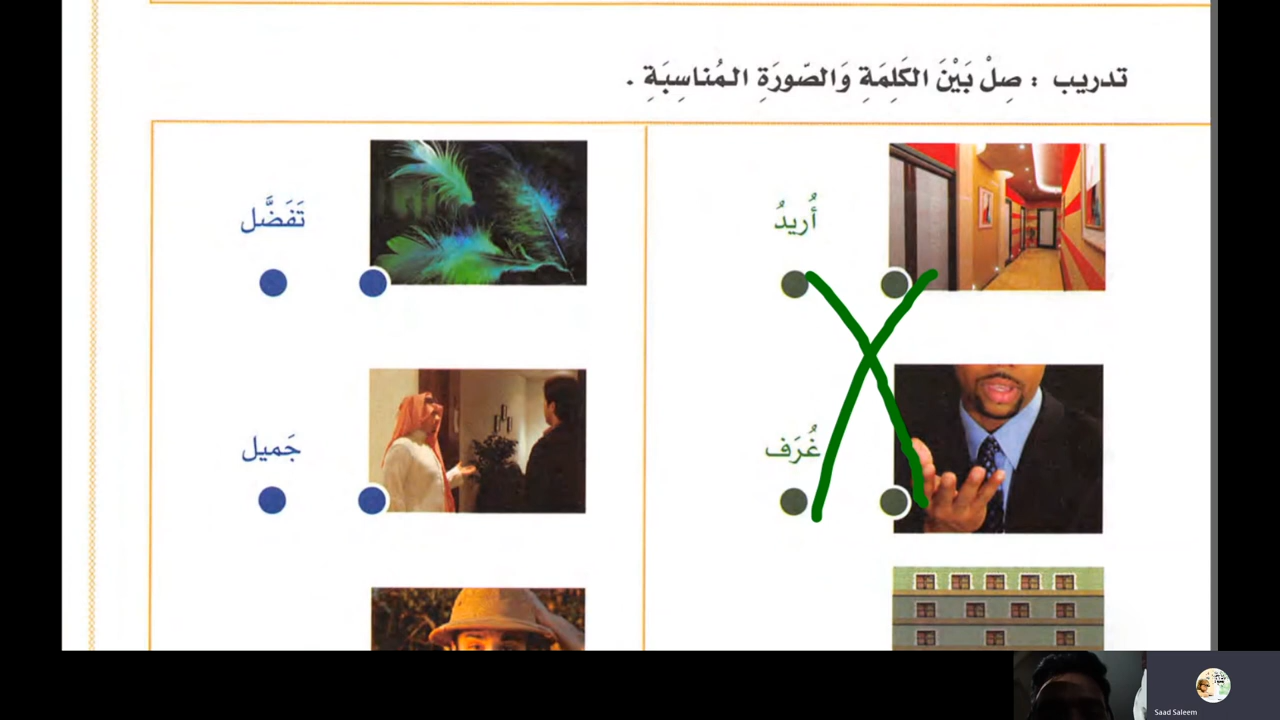 تدريب : صِلْ بَيْنَ الكَلِمَةِ وَالصّورَةِ المُناسِبَةِ .
أُريدُ
تَفَضَّل
غُرَف
جَميل
Saad Saleem